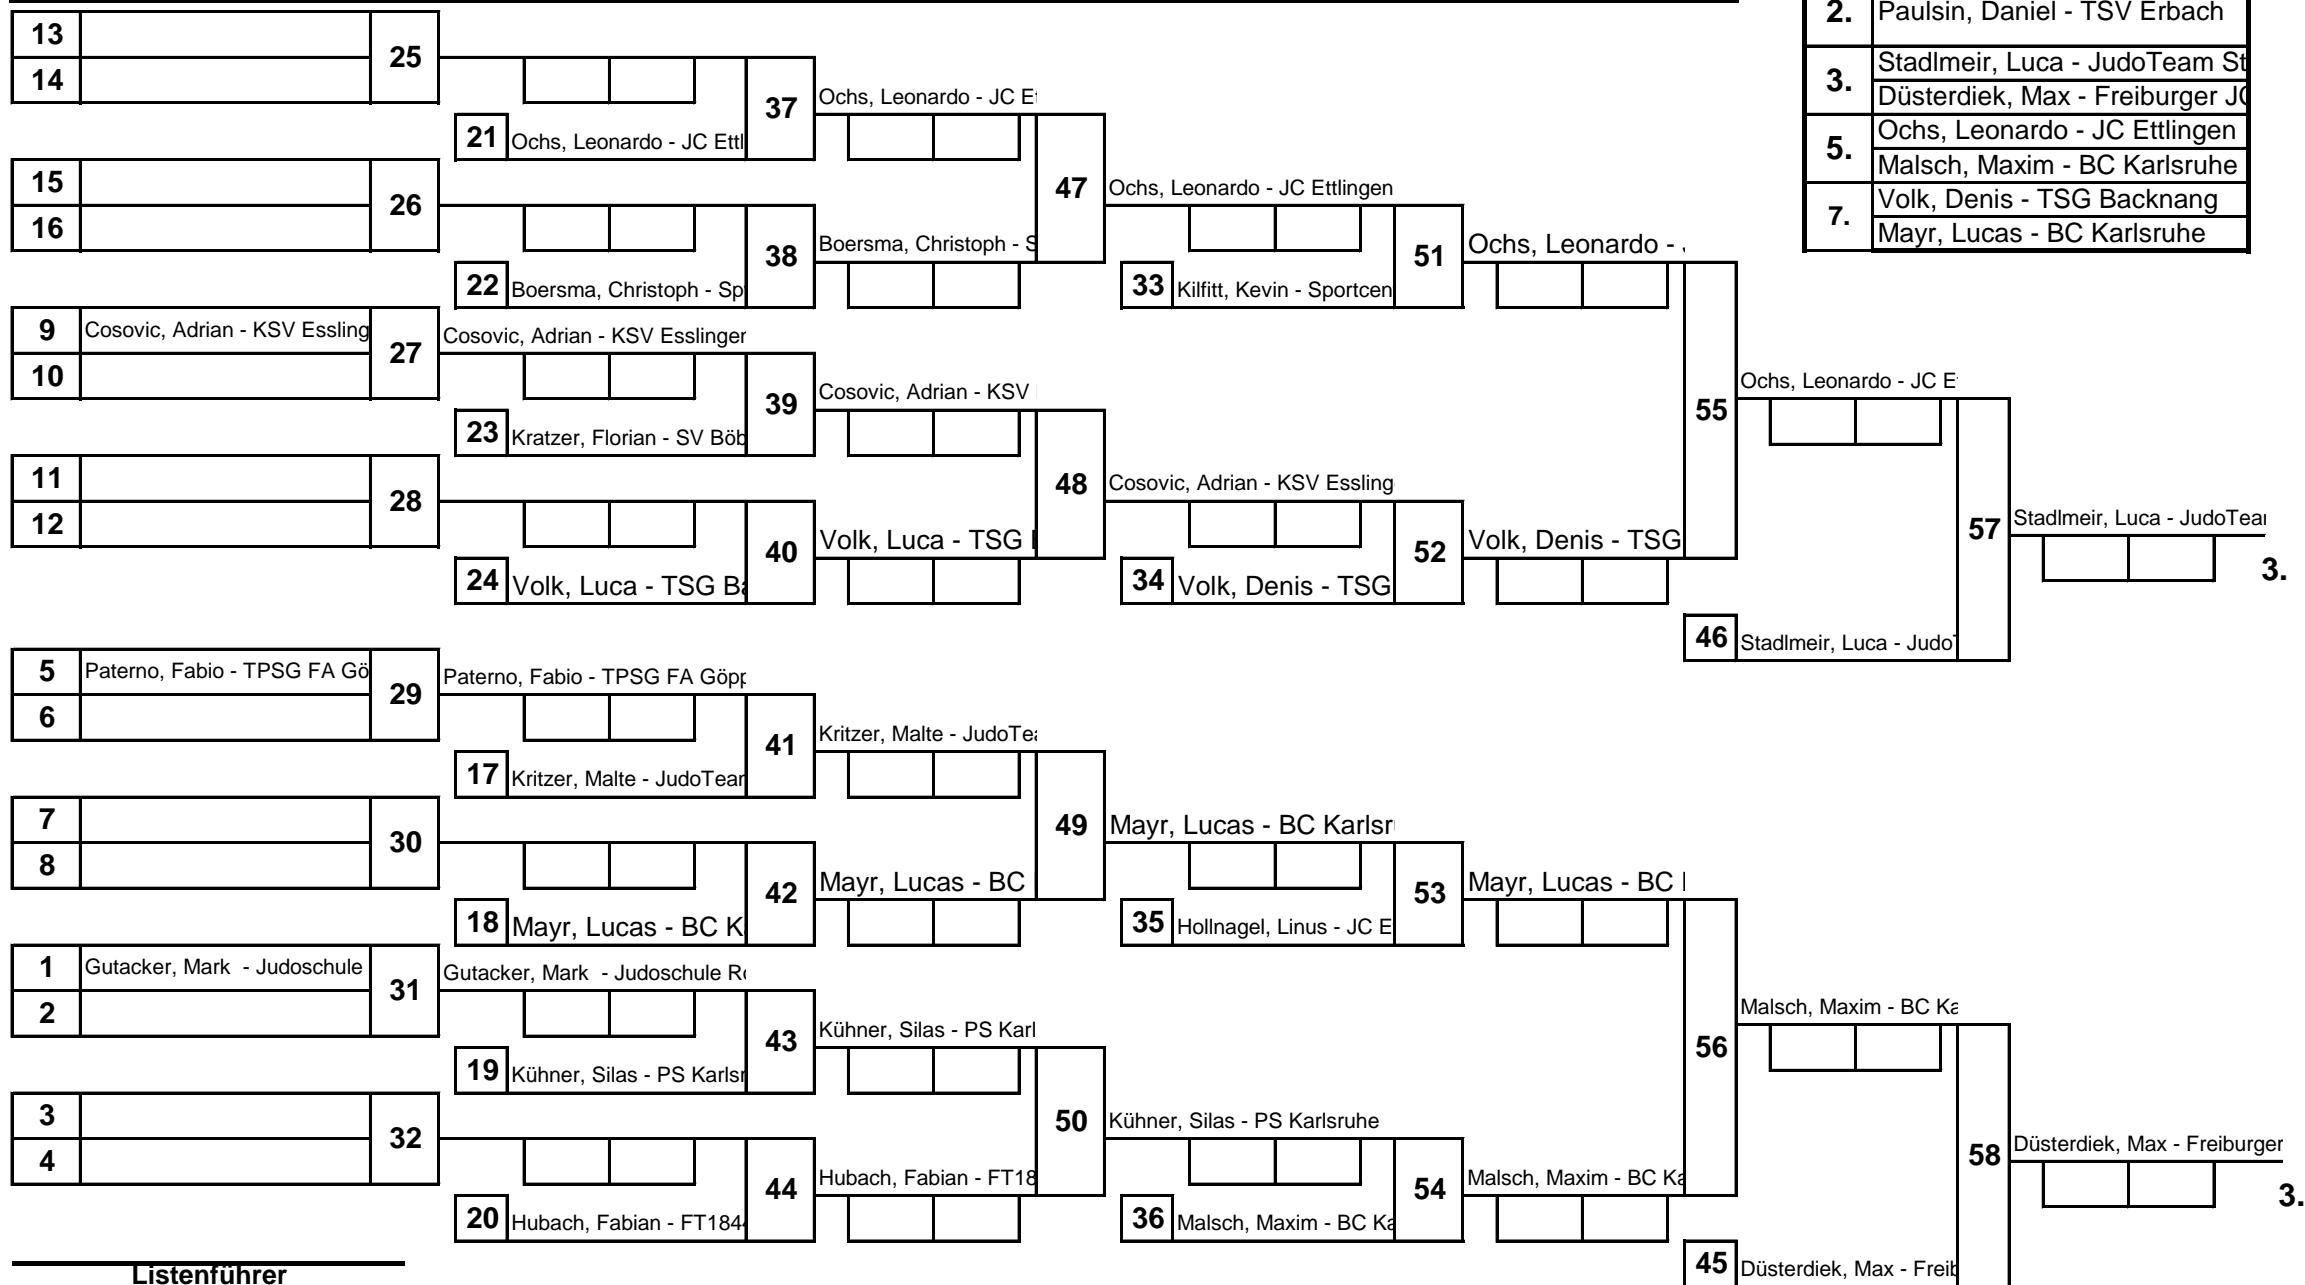 2. Paulsin, Daniel - TSV Erbach
3. Stadlmeir, Luca - JudoTeam St
Düsterdiek, Max - Freiburger JC
5. Ochs, Leonardo - JC Ettlingen
Malsch, Maxim - BC Karlsruhe
7. Volk, Denis - TSG Backnang
Mayr, Lucas - BC Karlsruhe
13
14
25
21 Ochs, Leonardo - JC Ettl
37
Ochs, Leonardo - JC Et
15
16
26
22 Boersma, Christoph - Sp
38
Boersma, Christoph - S
47
Ochs, Leonardo - JC Ettlingen
33 Kilfitt, Kevin - Sportcen
51
Ochs, Leonardo -
9 Cosovic, Adrian - KSV Essling
10
27
Cosovic, Adrian - KSV Esslingen
23 Kratzer, Florian - SV Böb
39
Cosovic, Adrian - KSV
11
12
28
24 Volk, Luca - TSG Ba
40
Volk, Luca - TSG
48
Cosovic, Adrian - KSV Essling
34 Volk, Denis - TSG
52
Volk, Denis - TSG
55
Ochs, Leonardo - JC E
46 Stadlmeir, Luca - Judo
57
Stadlmeir, Luca - JudoTea
3.
5 Paterno, Fabio - TPSG FA Gö
6
29
Paterno, Fabio - TPSG FA Göpp
17 Kritzer, Malte - JudoTea
41
Kritzer, Malte - JudoTea
7
8
30
18 Mayr, Lucas - BC K
42
Mayr, Lucas - BC
49
Mayr, Lucas - BC Karlsr
35 Hollnagel, Linus - JC E
53
Mayr, Lucas - BC
1 Gutacker, Mark - Judoschule
2
31
Gutacker, Mark - Judoschule Ro
19 Kühner, Silas - PS Karlsr
43
Kühner, Silas - PS Karl
3
4
32
20 Hubach, Fabian - FT184
44
Hubach, Fabian - FT18
50
Kühner, Silas - PS Karlsruhe
36 Malsch, Maxim - BC Ka
54
Malsch, Maxim - BC Ka
56
Malsch, Maxim - BC Ka
45 Düsterdiek, Max - Freib
58
Düsterdiek, Max - Freiburger
3.
Listenführer